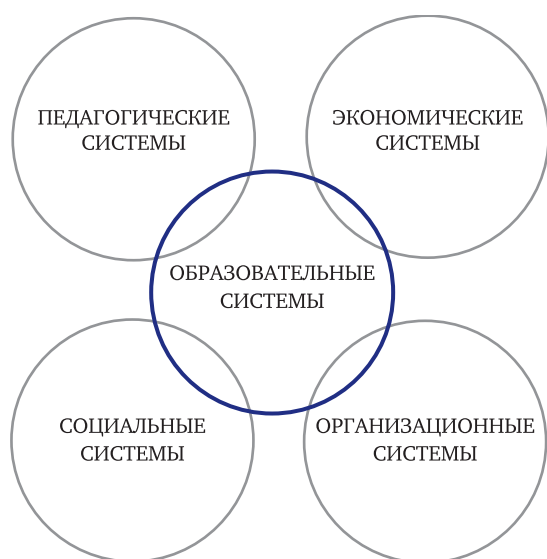 ПЕДАГОГИЧЕСКИЕ
СИСТЕМЫ
ЭКОНОМИЧЕСКИЕ
СИСТЕМЫ
ОБРАЗОВАТЕЛЬНЫЕ
СИСТЕМЫ
СОЦИАЛЬНЫЕ
СИСТЕМЫ
ОРГАНИЗАЦИОННЫЕ
СИСТЕМЫ